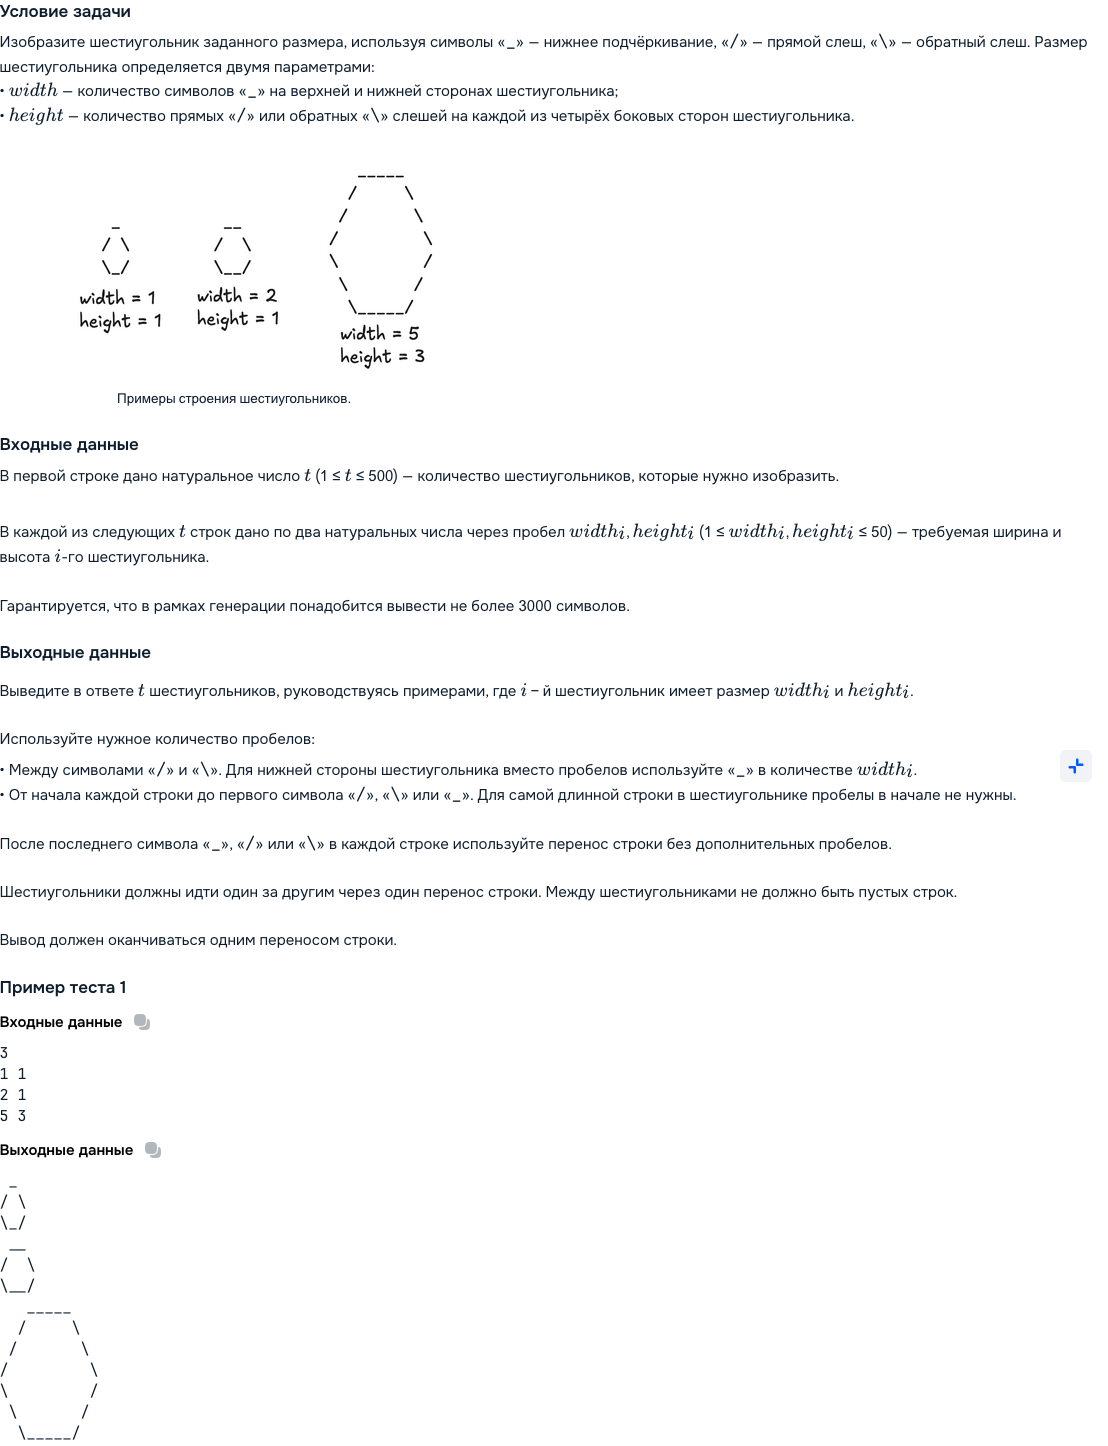 Условие задачи
Изобразите шестиугольник заданного размера, используя символы «_» — нижнее подчёркивание, «/» — прямой слеш, «\» — обратный слеш. Размер
шестиугольника определяется двумя параметрами:
• width — количество символов «_» на верхней и нижней сторонах шестиугольника;
• height — количество прямых «/» или обратных «\» слешей на каждой из четырёх боковых сторон шестиугольника.
 _
/ \
\_/
width = 1
height = 1
 __
/  \
\__/
width = 2
height = 1
   _____
  /     \
 /       \
/         \
\         /
 \       /
  \_____/
width = 5
height = 3
Примеры строения шестиугольников.
Входные данные
В первой строке дано натуральное число t (1 ≤ t ≤ 500) — количество шестиугольников, которые нужно изобразить.
В каждой из следующих t строк дано по два натуральных числа через пробел widthᵢ, heightᵢ (1 ≤ widthᵢ, heightᵢ ≤ 50) — требуемая ширина и
высота i-го шестиугольника.
Гарантируется, что в рамках генерации понадобится вывести не более 3000 символов.
Выходные данные
Выведите в ответе t шестиугольников, руководствуясь примерами, где i – й шестиугольник имеет размер widthᵢ и heightᵢ.
Используйте нужное количество пробелов:
• Между символами «/» и «\». Для нижней стороны шестиугольника вместо пробелов используйте «_» в количестве widthᵢ.
• От начала каждой строки до первого символа «/», «\» или «_». Для самой длинной строки в шестиугольнике пробелы в начале не нужны.
После последнего символа «_», «/» или «\» в каждой строке используйте перенос строки без дополнительных пробелов.
Шестиугольники должны идти один за другим через один перенос строки. Между шестиугольниками не должно быть пустых строк.
Вывод должен оканчиваться одним переносом строки.
Пример теста 1
Входные данные
3
1 1
2 1
5 3
Выходные данные
 _
/ \
\_/
 __
/  \
\__/
   _____
  /     \
 /       \
/         \
\         /
 \       /
  \_____/